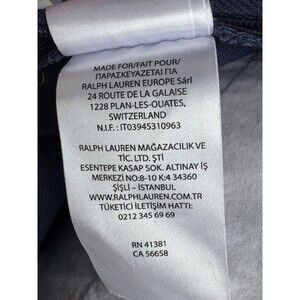 MADE FOR/FAIT POUR/
ΠΑΡΑΣΚΕΥΑΖΕΤΑΙ ΓΙΑ
RALPH LAUREN EUROPE Sàrl
24 ROUTE DE LA GALAISE
1228 PLAN-LES-OUATES,
SWITZERLAND
N.I.F.: IT03945310963
RALPH LAUREN MAĞAZACILIK VE
TİC. LTD. ŞTİ
ESENTEPE KASAP SOK. ALTINAY İŞ
MERKEZİ NO:8-10 K:4 34360
ŞİŞLİ – İSTANBUL
WWW.RALPHLAUREN.COM
TÜKETİCİ İLETİŞİM HATTI:
0212 345 69 69
RN 41381
CA 56658